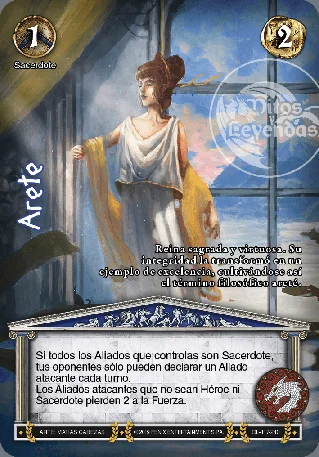 1
2
Sacerdote
Mitos
y
Leyendas
Arete
Reina sagrada y virtuosa. Su
integridad la transformó en un
ejemplo de excelencia, cultivándose así
el término filosófico areté.
Si todos los Aliados que controlas son Sacerdote,
tus oponentes sólo pueden declarar un Aliado
atacante cada turno.
Los Aliados atacantes que no sean Héroe ni
Sacerdote pierden 2 a la Fuerza.